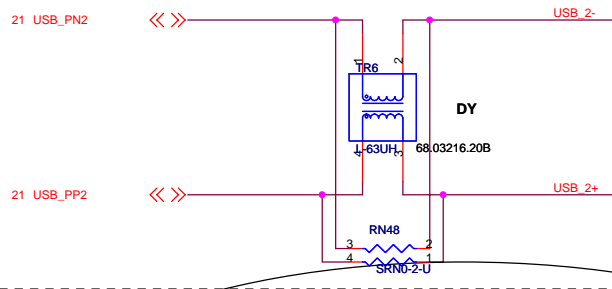 21 USB_PN2
USB_2-
1
2
TR6
DY
L-63UH
68.03216.20B
4
3
21 USB_PP2
USB_2+
RN48
3
2
4
1
SRN0-2-U